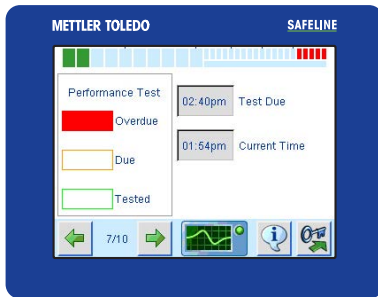 METTLER TOLEDO
SAFELINE
Performance Test
Overdue
Due
Tested
02:40pm Test Due
01:54pm Current Time
7/10